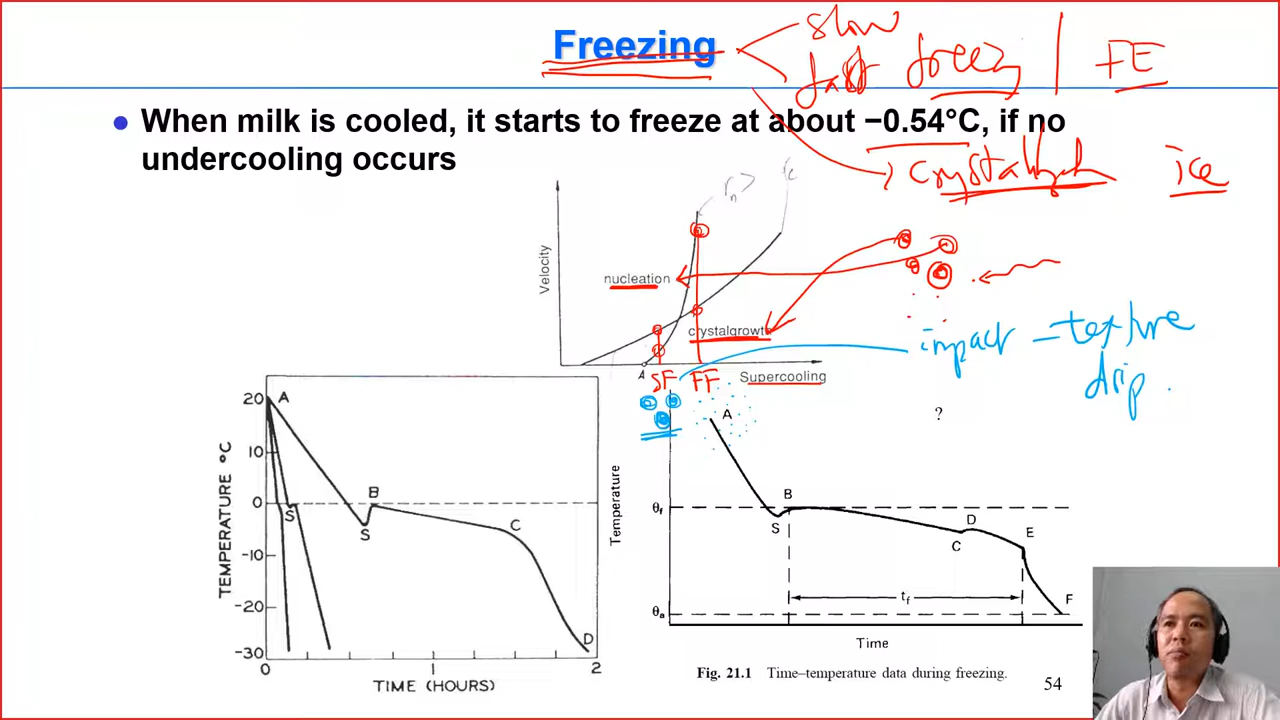 Freezing
slow
fast freezing | FE
● When milk is cooled, it starts to freeze at about −0.54°C, if no
undercooling occurs
ice
Velocity
nucleation
crystalgrowth
A
SF FF
Supercooling
impact - texture
drip
20
10
0
-10
-20
-30
TEMPERATURE °C
A
S
S
B
C
D
0
1
2
TIME (HOURS)
Temperature
?
A
θf
S
B
C
D
E
tf
F
θa
Time
Fig. 21.1 Time–temperature data during freezing.
54